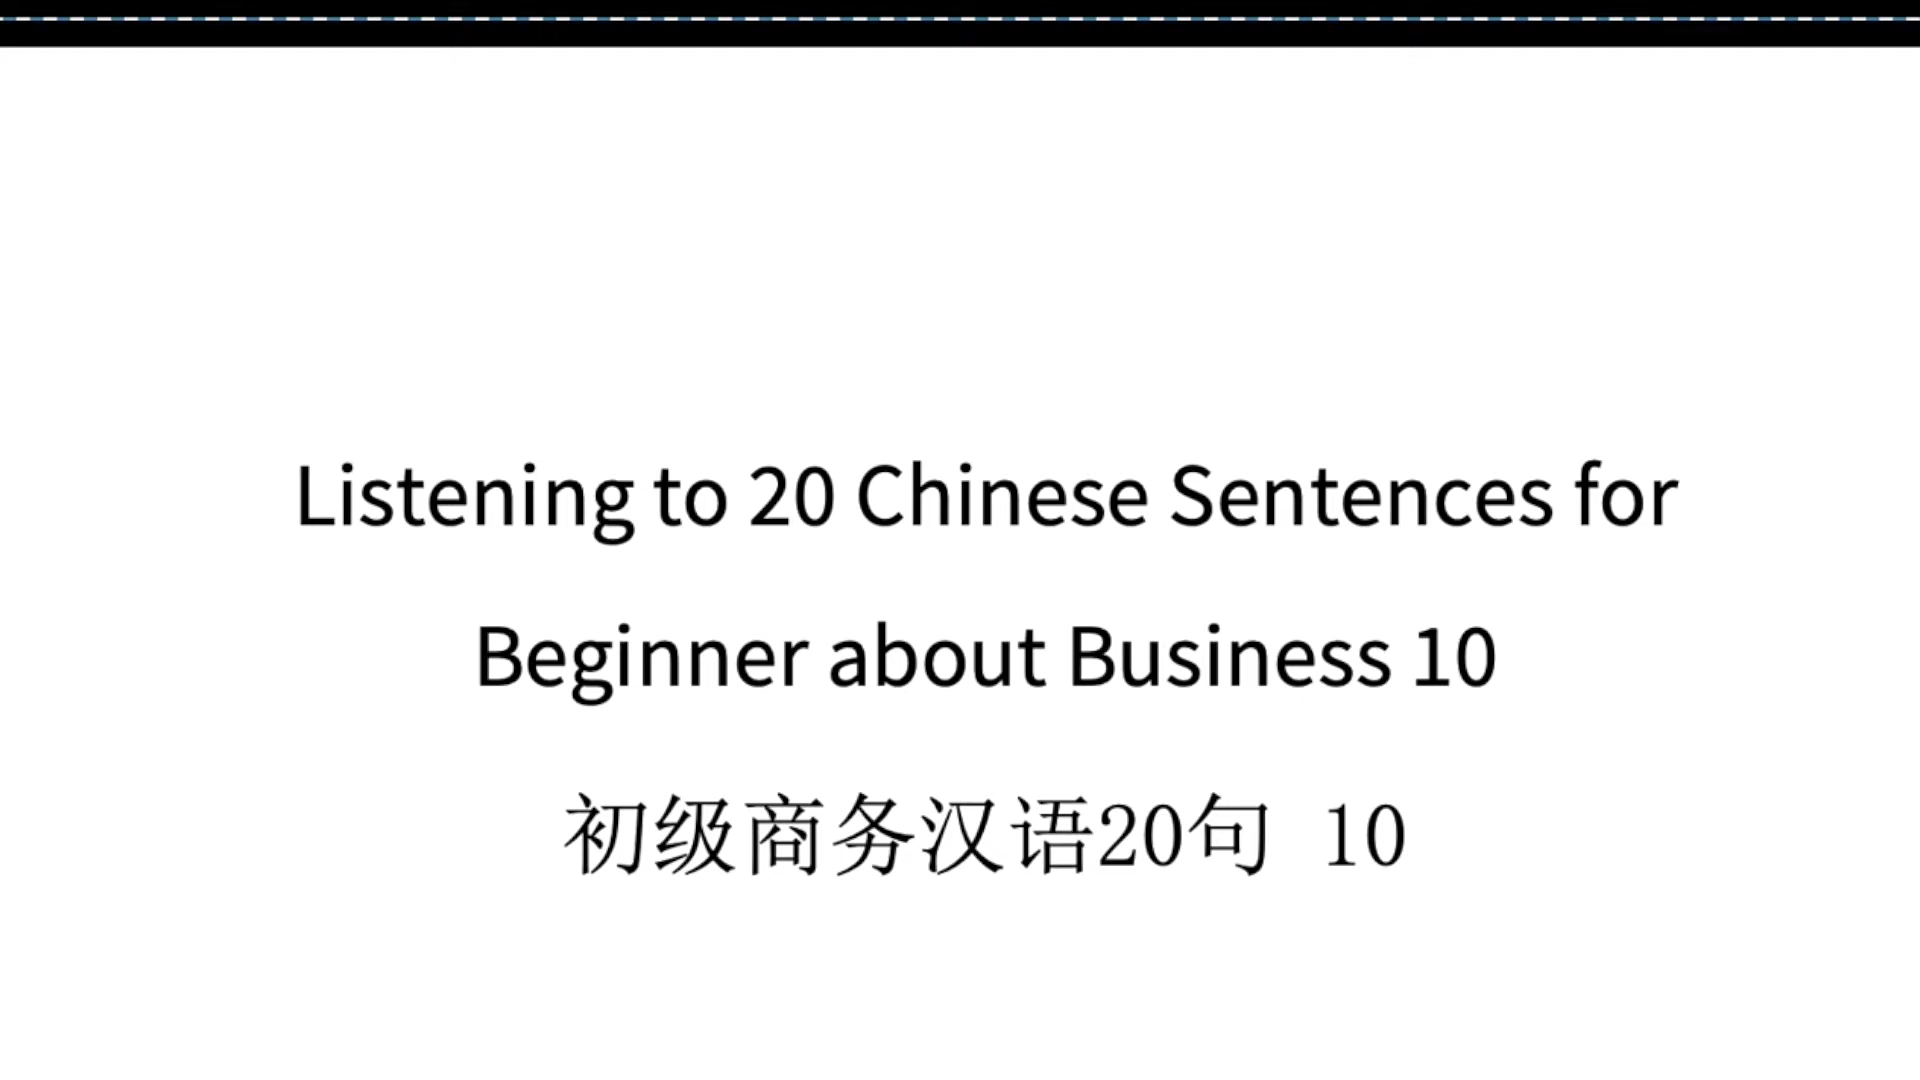 Listening to 20 Chinese Sentences for
Beginner about Business 10
初级商务汉语20句 10